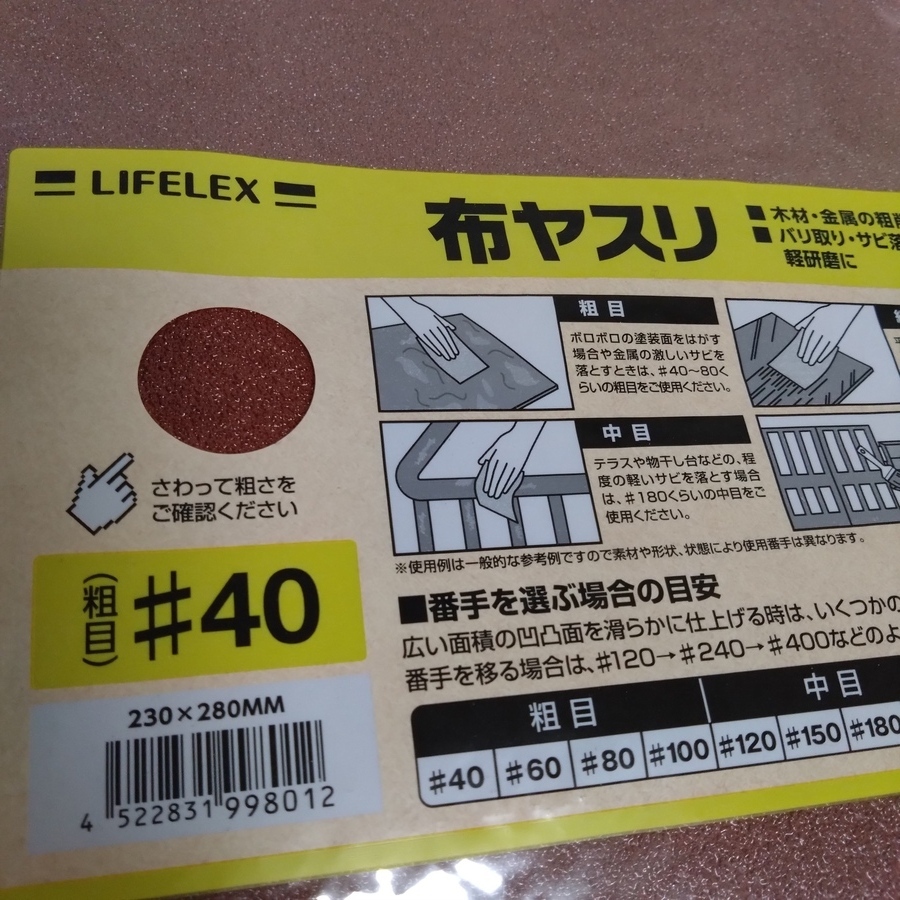 LIFELEX
布ヤスリ
■木材・金属の粗
■バリ取り・サビ
軽研磨に
粗目
ボロボロの塗装面をはがす
場合や金属の激しいサビを
落とすときは、#40～80く
らいの粗目をご使用ください。
中目
テラスや物干し台などの、程
度の軽いサビを落とす場合
は、#180くらいの中目をご
使用ください。
さわって粗さを
ご確認ください
※使用例は一般的な参考例ですので素材や形状、状態により使用番手は異なります。
(粗目) #40
230×280MM
4 522831 998012
■番手を選ぶ場合の目安
広い面積の凹凸面を滑らかに仕上げる時は、いくつかの
番手を移る場合は、#120→#240→#400などのよ
粗目 中目
#40 #60 #80 #100 #120 #150 #180